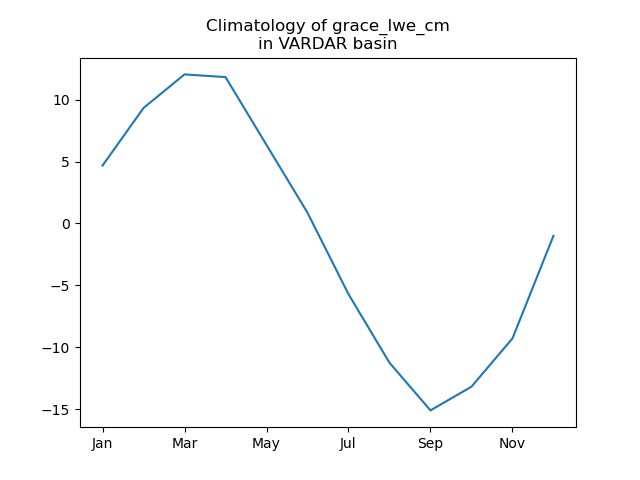 Climatology of grace_lwe_cm
in VARDAR basin
10
5
0
−5
−10
−15
Jan
Mar
May
Jul
Sep
Nov